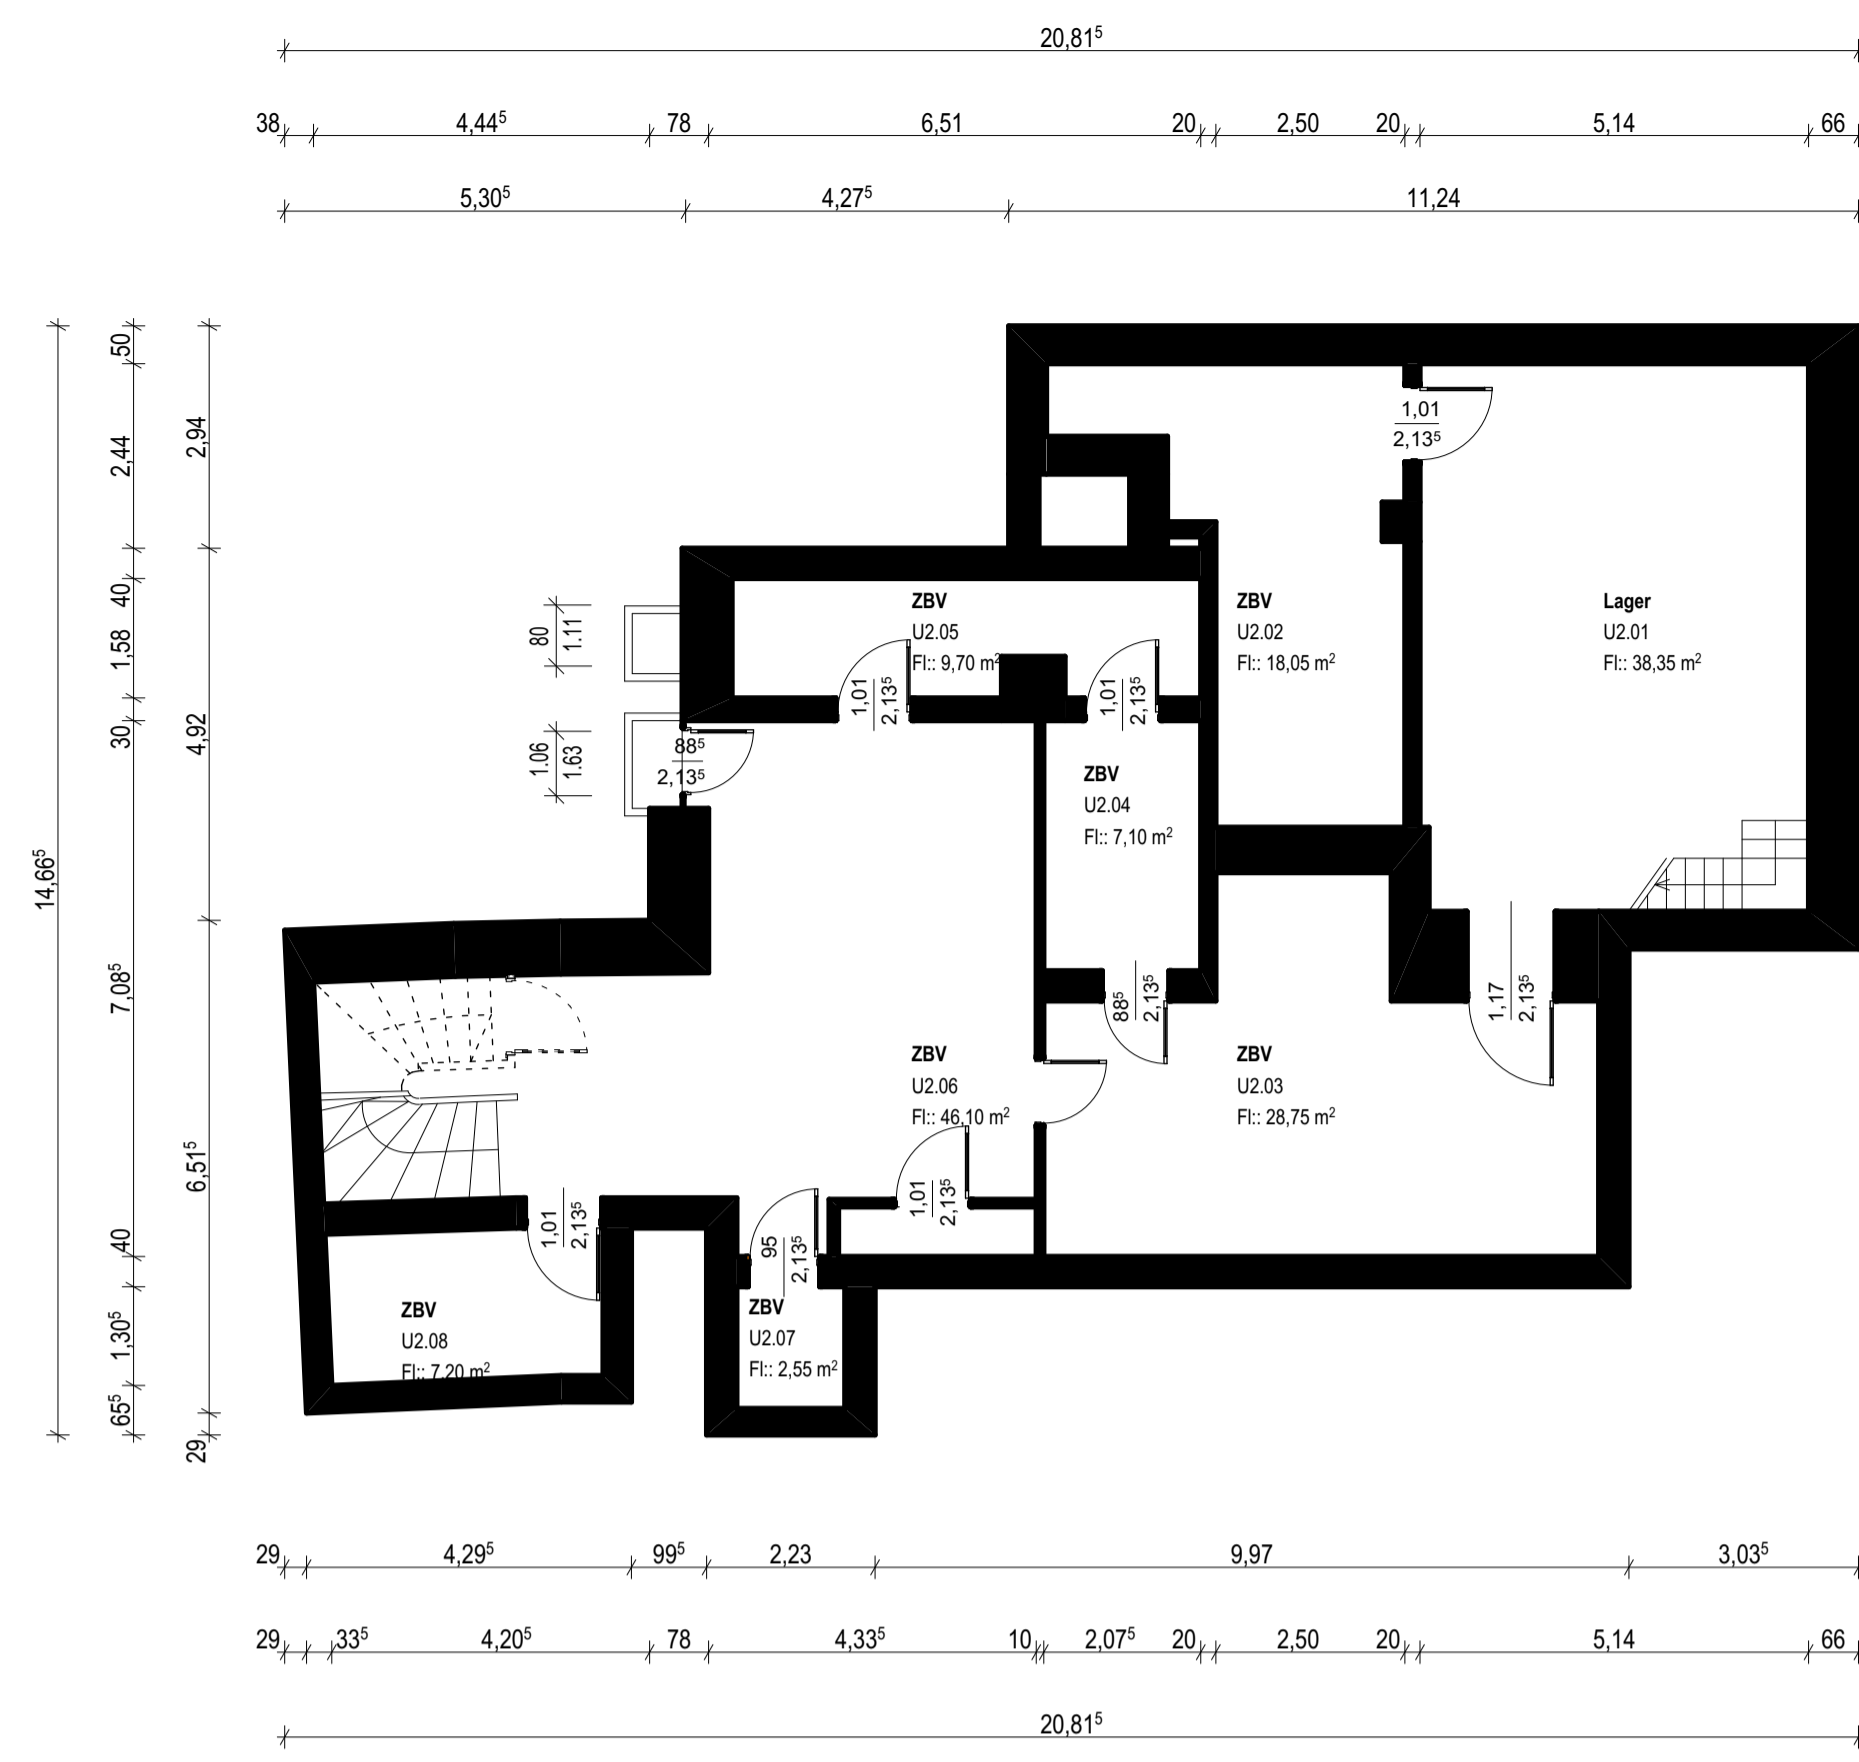 20,81⁵
38 4,44⁵ 78 6,51 20 2,50 20 5,14 66
5,30⁵ 4,27⁵ 11,24
14,66⁵
50
2,44
40
1,58
30
7,08⁵
40
1,30⁵
65⁵
2,94
4,92
6,51⁵
29
1,01
2,13⁵
80
1.11
1.06
1.63
88⁵
2,13⁵
ZBV
U2.05
Fl:: 9,70 m²
1,01
2,13⁵
1,01
2,13⁵
ZBV
U2.02
Fl:: 18,05 m²
Lager
U2.01
Fl:: 38,35 m²
ZBV
U2.04
Fl:: 7,10 m²
88⁵
2,13⁵
1,17
2,13⁵
ZBV
U2.06
Fl:: 46,10 m²
ZBV
U2.03
Fl:: 28,75 m²
1,01
2,13⁵
1,01
2,13⁵
95
2,13⁵
ZBV
U2.08
Fl:: 7,20 m²
ZBV
U2.07
Fl:: 2,55 m²
29 4,29⁵ 99⁵ 2,23 9,97 3,03⁵
29 33⁵ 4,20⁵ 78 4,33⁵ 10 2,07⁵ 20 2,50 20 5,14 66
20,81⁵